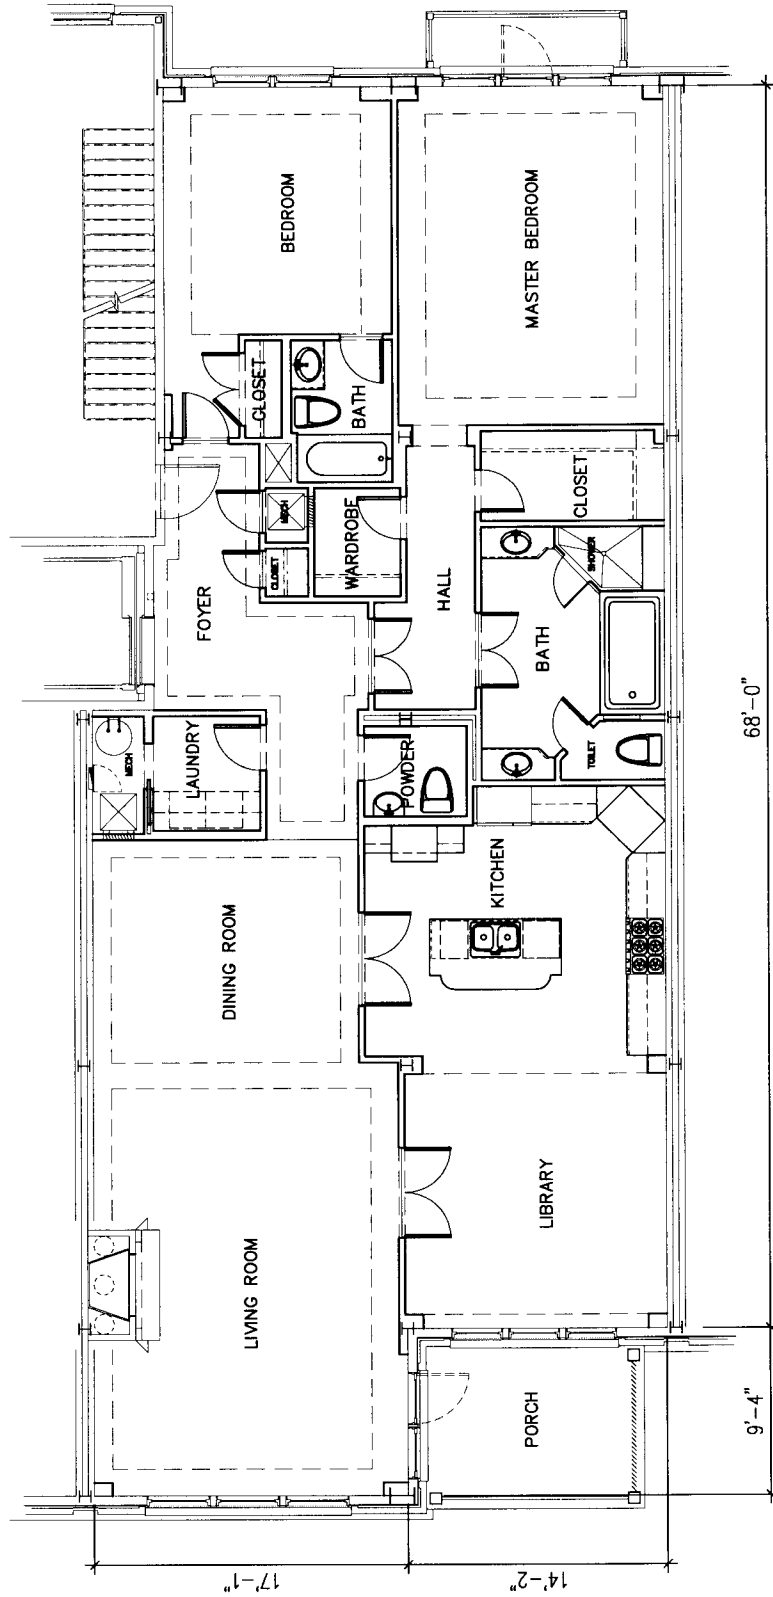 BEDROOM
MASTER BEDROOM
CLOSET
BATH
CLOSET
MECH
WARDROBE
CLOSET
SHOWER
FOYER
HALL
BATH
68'-0"
LAUNDRY
MECH
POWDER
TOILET
KITCHEN
DINING ROOM
LIBRARY
LIVING ROOM
PORCH
9'-4"
17'-1"
14'-2"